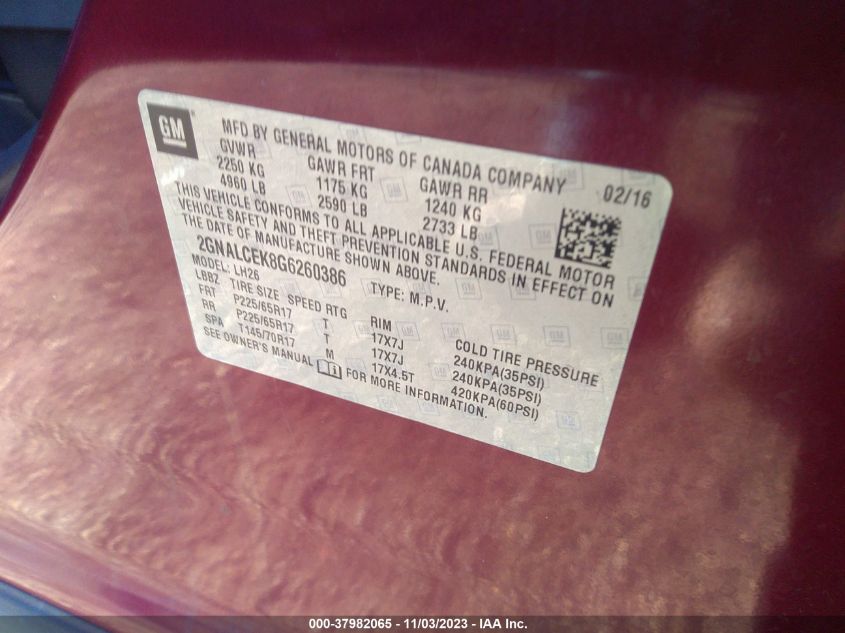 GM
MFD BY GENERAL MOTORS OF CANADA COMPANY 02/16
GVWR GAWR FRT GAWR RR
2250 KG 1175 KG 1240 KG
4960 LB 2590 LB 2733 LB
THIS VEHICLE CONFORMS TO ALL APPLICABLE U.S. FEDERAL MOTOR
VEHICLE SAFETY AND THEFT PREVENTION STANDARDS IN EFFECT ON
THE DATE OF MANUFACTURE SHOWN ABOVE.
2GNALCEK8G6260386 TYPE: M.P.V.
MODEL: LH26
LBBZ TIRE SIZE SPEED RTG RIM COLD TIRE PRESSURE
FRT P225/65R17 T 17X7J 240KPA(35PSI)
RR P225/65R17 T 17X7J 240KPA(35PSI)
SPA T145/70R17 M 17X4.5T 420KPA(60PSI)
SEE OWNER'S MANUAL FOR MORE INFORMATION.
000-37982065 - 11/03/2023 - IAA Inc.